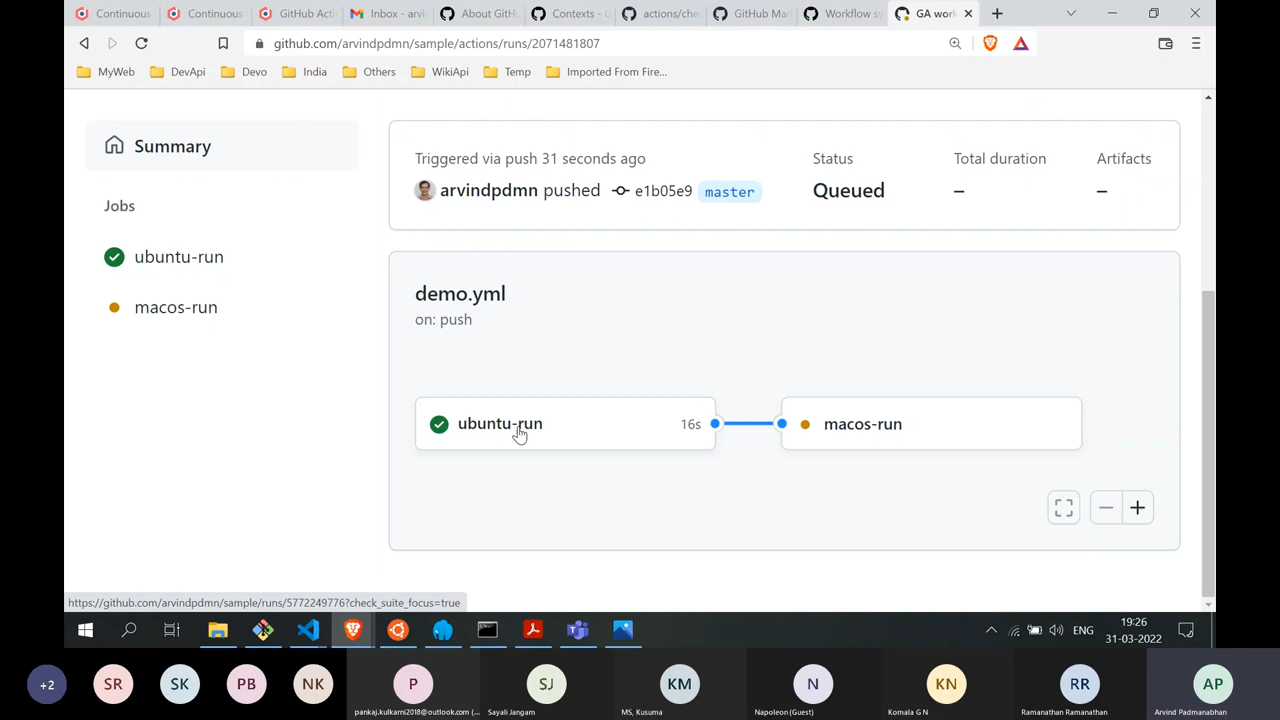 Continuous
Continuous
GitHub Acti
Inbox - arvi
About GitH
Contexts - G
actions/che
GitHub Mar
Workflow sy
GA work
github.com/arvindpdmn/sample/actions/runs/2071481807
MyWeb
DevApi
Devo
India
Others
WikiApi
Temp
Imported From Fire...
Summary
Jobs
ubuntu-run
macos-run
Triggered via push 31 seconds ago
arvindpdmn pushed e1b05e9 master
Status
Queued
Total duration
–
Artifacts
–
demo.yml
on: push
ubuntu-run 16s
macos-run
https://github.com/arvindpdmn/sample/runs/5772249776?check_suite_focus=true
ENG
19:26
31-03-2022
+2
SR
SK
PB
NK
P
pankaj.kulkarni2018@outlook.com (...
SJ
Sayali Jangam
KM
MS, Kusuma
N
Napoleon (Guest)
KN
Komala G N
RR
Ramanathan Ramanathan
AP
Arvind Padmanabhan